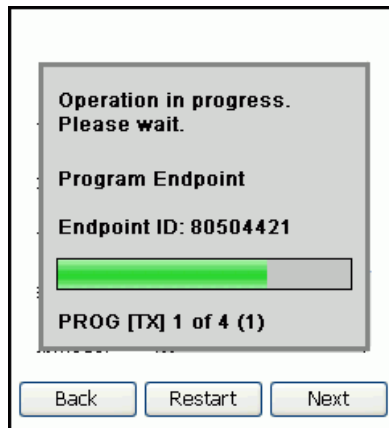 Operation in progress.
Please wait.
Program Endpoint
Endpoint ID: 80504421
PROG [TX] 1 of 4 (1)
Back Restart Next